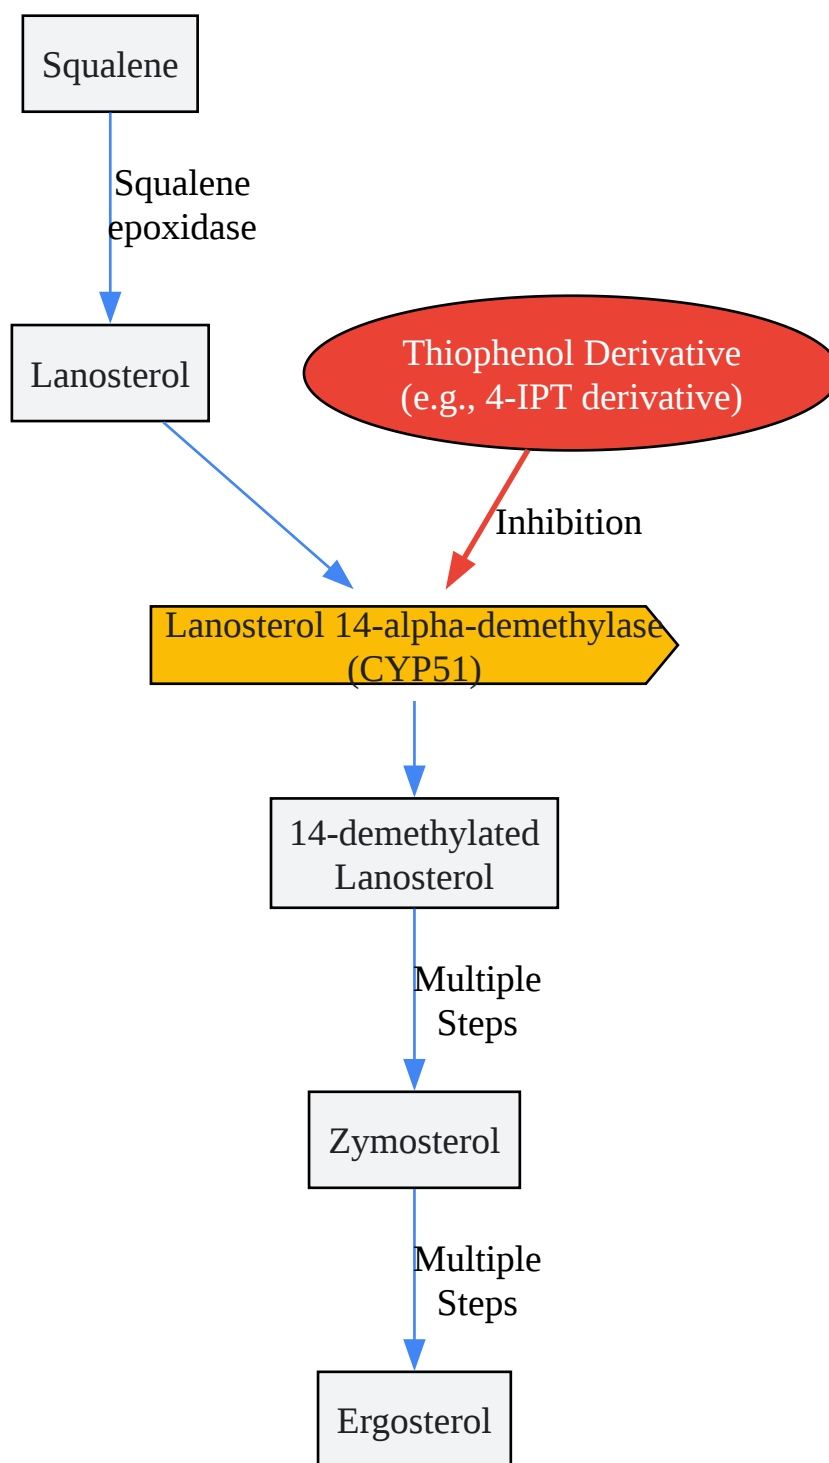 Squalene
Squalene
epoxidase
Lanosterol
Thiophenol Derivative
(e.g., 4-IPT derivative)
Inhibition
Lanosterol 14-alpha-demethylase
(CYP51)
14-demethylated
Lanosterol
Multiple
Steps
Zymosterol
Multiple
Steps
Ergosterol